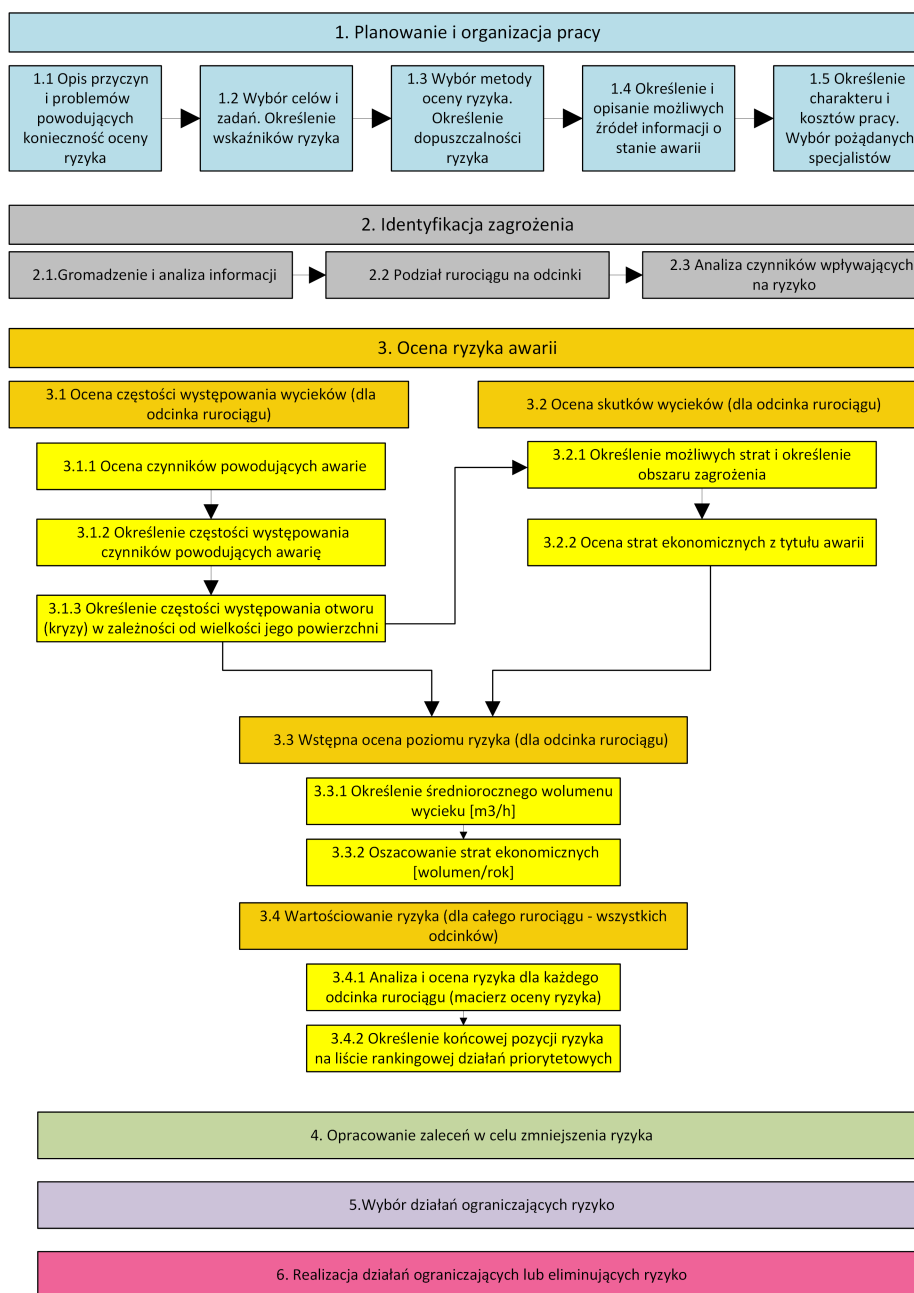 1. Planowanie i organizacja pracy
1.1 Opis przyczyn
i problemów
powodujących
konieczność oceny
ryzyka
1.2 Wybór celów i
zadań. Określenie
wskaźników ryzyka
1.3 Wybór metody
oceny ryzyka.
Określenie
dopuszczalności
ryzyka
1.4 Określenie i
opisanie możliwych
źródeł informacji o
stanie awarii
1.5 Określenie
charakteru i
kosztów pracy.
Wybór pożądanych
specjalistów
2. Identyfikacja zagrożenia
2.1.Gromadzenie i analiza informacji
2.2 Podział rurociągu na odcinki
2.3 Analiza czynników wpływających
na ryzyko
3. Ocena ryzyka awarii
3.1 Ocena częstości występowania wycieków (dla
odcinka rurociągu)
3.2 Ocena skutków wycieków (dla odcinka rurociągu)
3.1.1 Ocena czynników powodujących awarie
3.1.2 Określenie częstości występowania
czynników powodujących awarię
3.1.3 Określenie częstości występowania otworu
(kryzy) w zależności od wielkości jego powierzchni
3.2.1 Określenie możliwych strat i określenie
obszaru zagrożenia
3.2.2 Ocena strat ekonomicznych z tytułu awarii
3.3 Wstępna ocena poziomu ryzyka (dla odcinka rurociągu)
3.3.1 Określenie średniorocznego wolumenu
wycieku [m3/h]
3.3.2 Oszacowanie strat ekonomicznych
[wolumen/rok]
3.4 Wartościowanie ryzyka (dla całego rurociągu - wszystkich
odcinków)
3.4.1 Analiza i ocena ryzyka dla każdego
odcinka rurociągu (macierz oceny ryzyka)
3.4.2 Określenie końcowej pozycji ryzyka
na liście rankingowej działań priorytetowych
4. Opracowanie zaleceń w celu zmniejszenia ryzyka
5.Wybór działań ograniczających ryzyko
6. Realizacja działań ograniczających lub eliminujących ryzyko